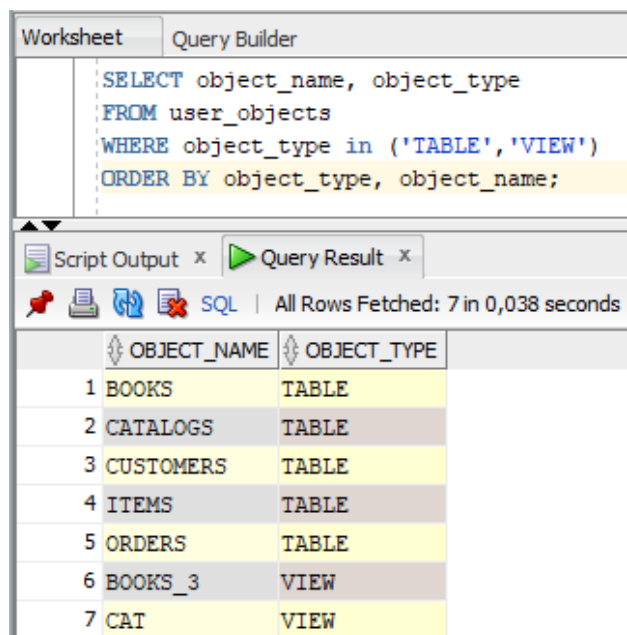 Worksheet Query Builder
SELECT object_name, object_type
FROM user_objects
WHERE object_type in ('TABLE','VIEW')
ORDER BY object_type, object_name;
Script Output x Query Result x
SQL | All Rows Fetched: 7 in 0,038 seconds
OBJECT_NAME OBJECT_TYPE
1 BOOKS TABLE
2 CATALOGS TABLE
3 CUSTOMERS TABLE
4 ITEMS TABLE
5 ORDERS TABLE
6 BOOKS_3 VIEW
7 CAT VIEW